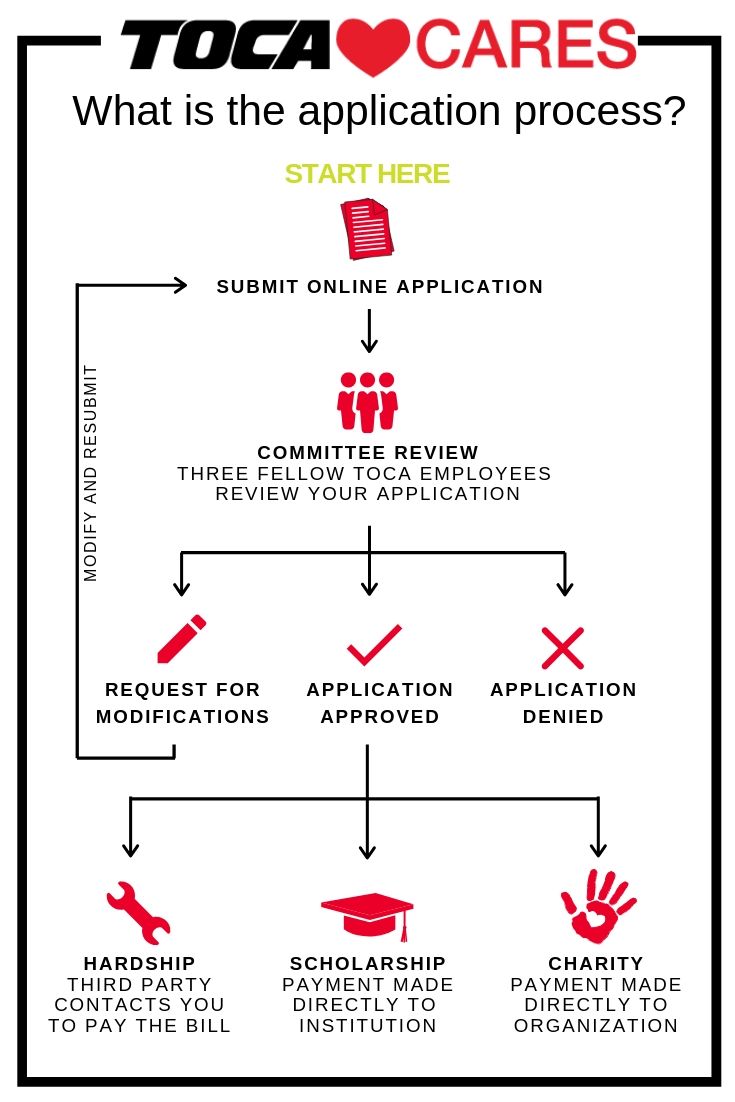 TOCA CARES
What is the application process?
START HERE
SUBMIT ONLINE APPLICATION
MODIFY AND RESUBMIT
COMMITTEE REVIEW
THREE FELLOW TOCA EMPLOYEES
REVIEW YOUR APPLICATION
REQUEST FOR
MODIFICATIONS
APPLICATION
APPROVED
APPLICATION
DENIED
HARDSHIP
THIRD PARTY
CONTACTS YOU
TO PAY THE BILL
SCHOLARSHIP
PAYMENT MADE
DIRECTLY TO
INSTITUTION
CHARITY
PAYMENT MADE
DIRECTLY TO
ORGANIZATION